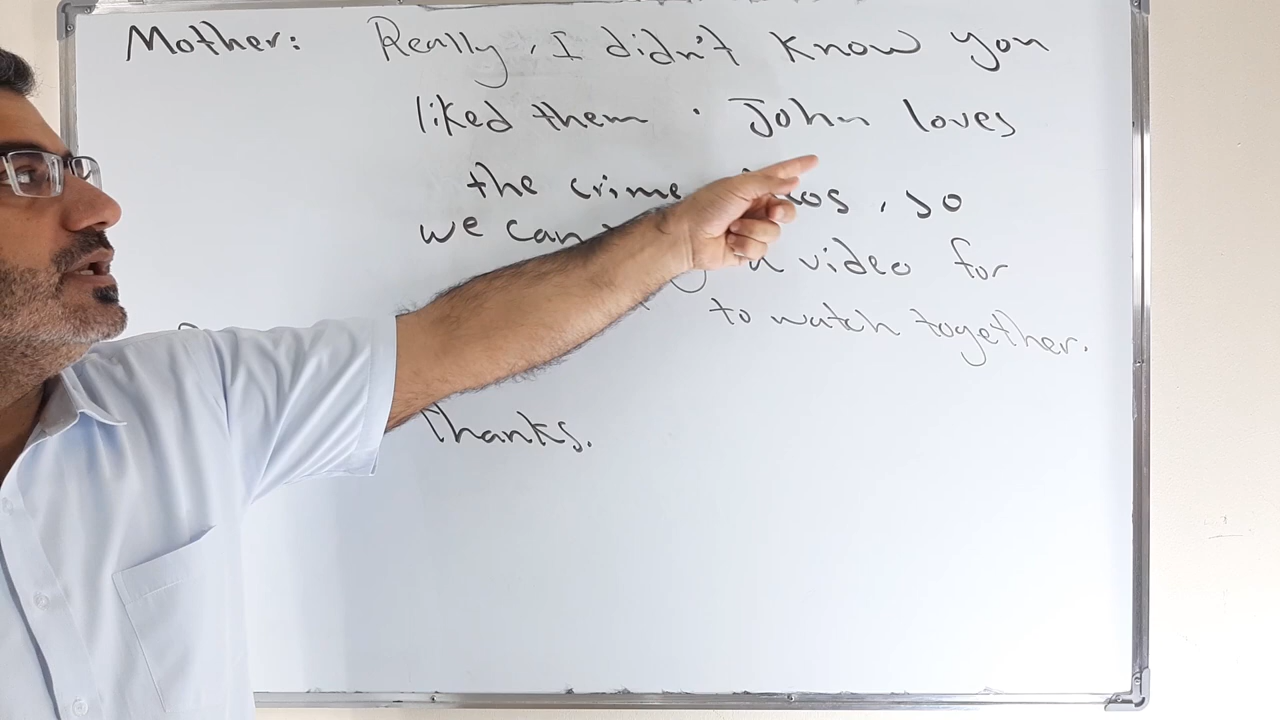 Mother: Really, I didn't know you
liked them. John loves
the crime , so
we can
a video for
to watch together.
thanks.